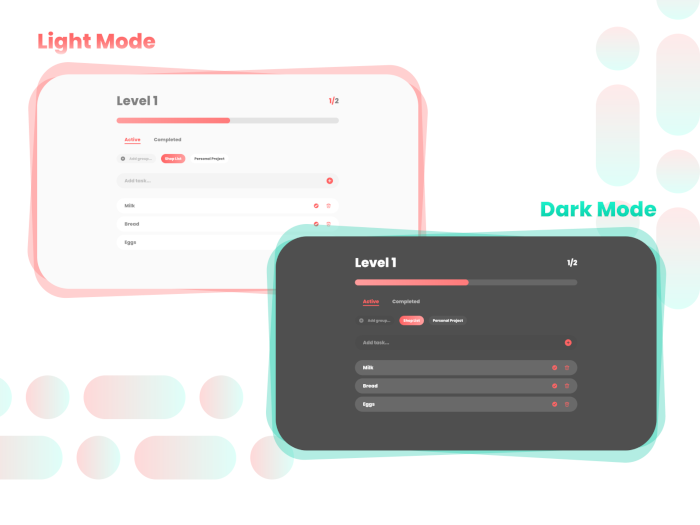 Light Mode
Level 1 1/2
Active Completed
Add group... Shop List Personal Project
Add task...
Milk
Bread
Eggs
Dark Mode
Level 1 1/2
Active Completed
Add group... Shop List Personal Project
Add task...
Milk
Bread
Eggs